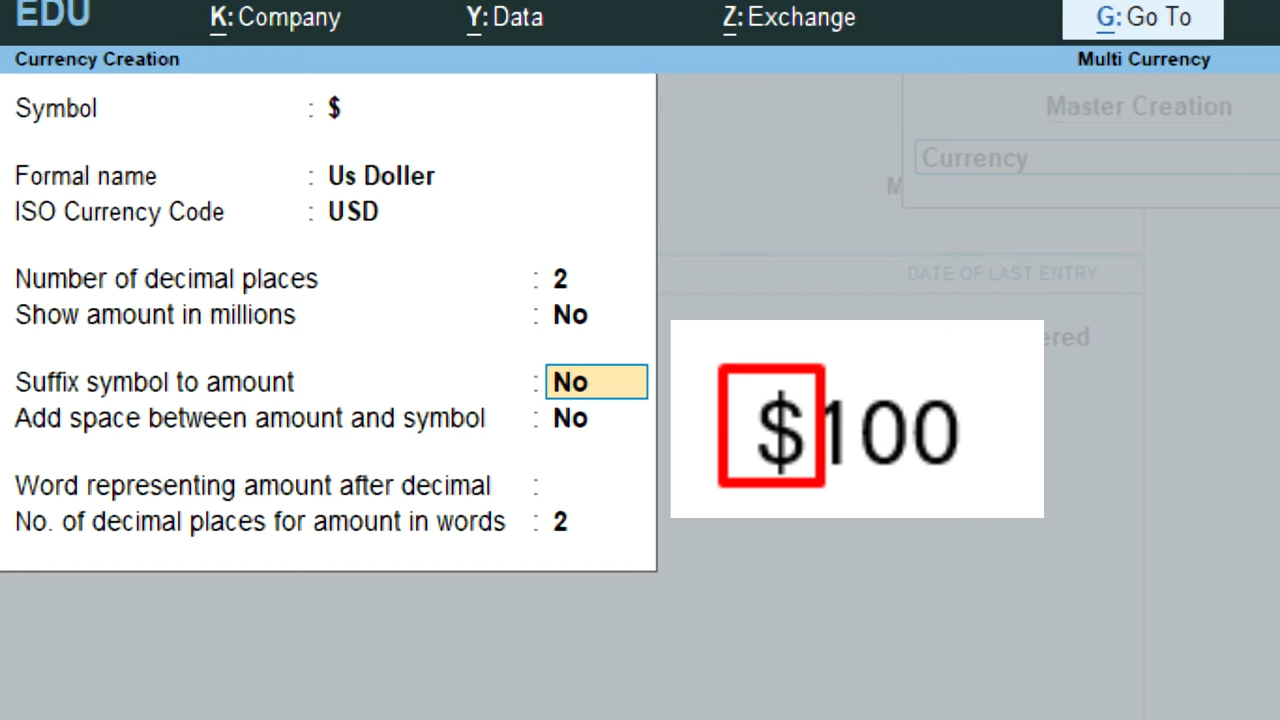 EDU K: Company Y: Data Z: Exchange G: Go To
Currency Creation Multi Currency
Symbol : $
Master Creation
Currency
Formal name : Us Doller
M
ISO Currency Code : USD
Number of decimal places : 2
DATE OF LAST ENTRY
Show amount in millions : No
ered
Suffix symbol to amount : No
Add space between amount and symbol : No
$100
Word representing amount after decimal :
No. of decimal places for amount in words : 2